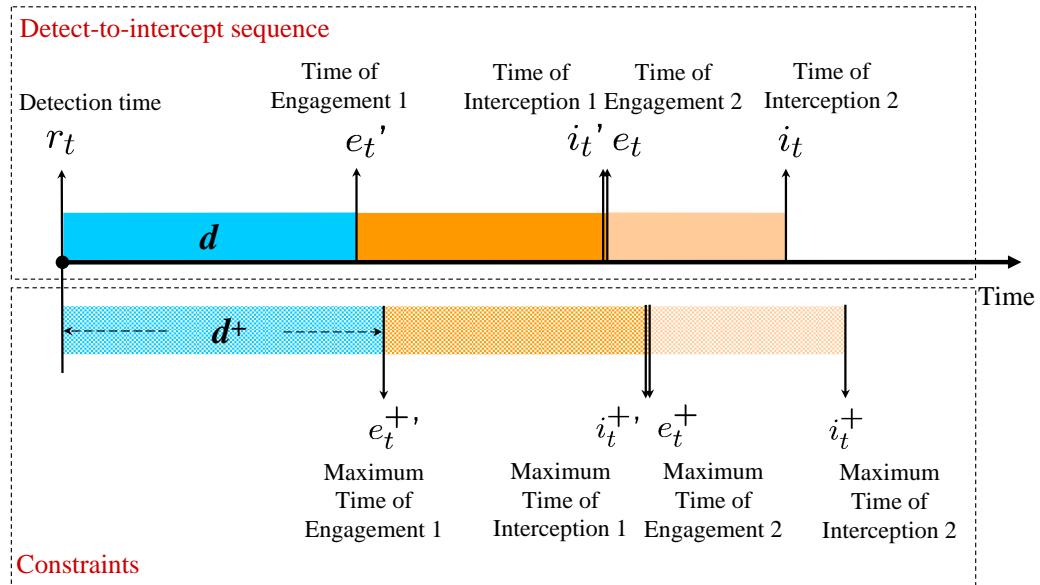 Detect-to-intercept sequence
Detection time
Time of
Engagement 1
Time of
Interception 1
Time of
Engagement 2
Time of
Interception 2
r_t
e_t'
i_t'
e_t
i_t
d
Time
d+
e_t^+'
i_t^+'
e_t^+
i_t^+
Maximum
Time of
Engagement 1
Maximum
Time of
Interception 1
Maximum
Time of
Engagement 2
Maximum
Time of
Interception 2
Constraints